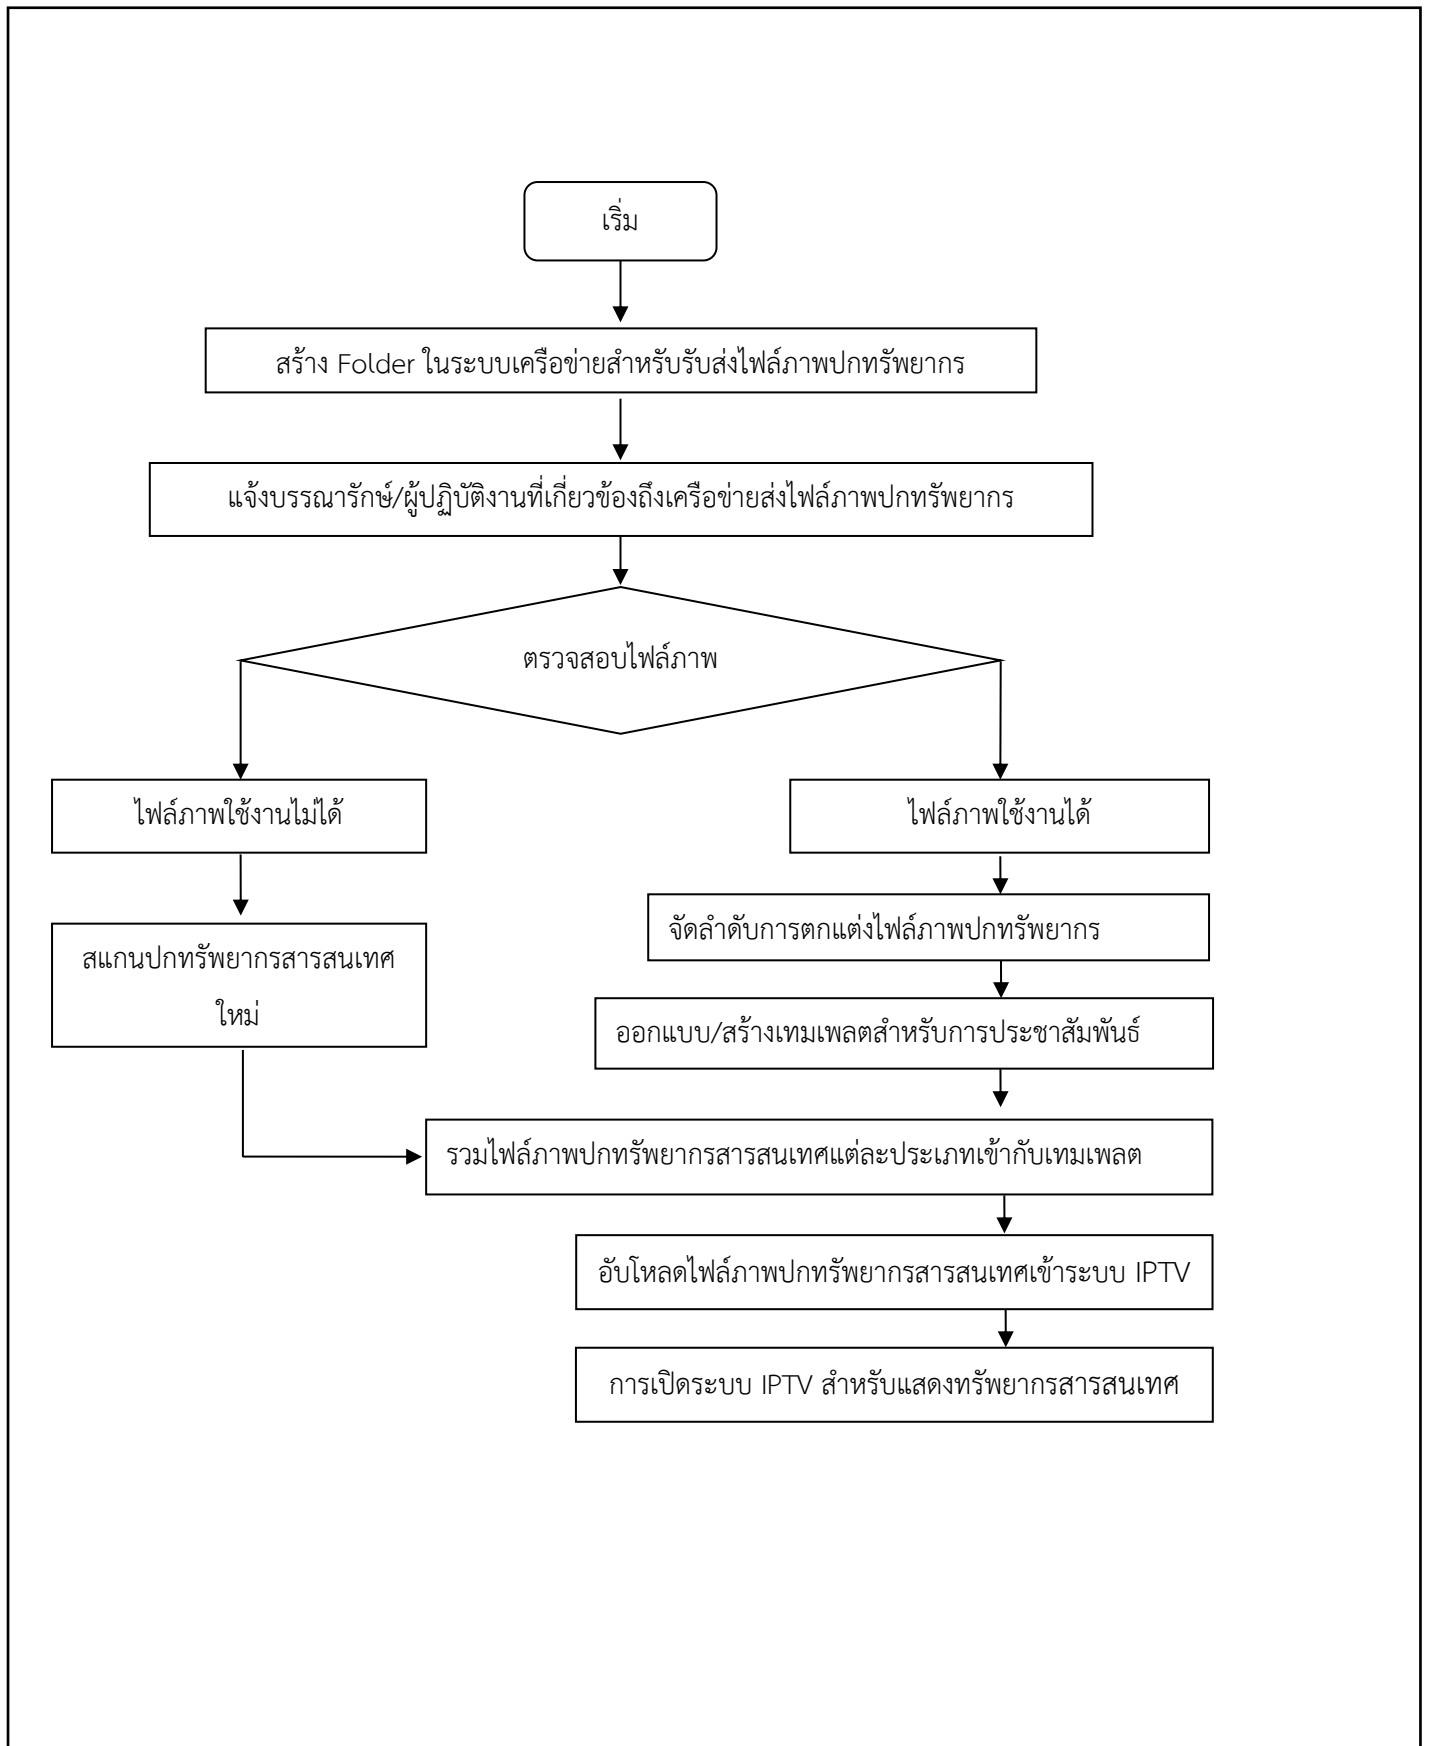 เริ่ม
สร้าง Folder ในระบบเครือข่ายสำหรับรับส่งไฟล์ภาพปกทรัพยากร
แจ้งบรรณารักษ์/ผู้ปฏิบัติงานที่เกี่ยวข้องถึงเครือข่ายส่งไฟล์ภาพปกทรัพยากร
ตรวจสอบไฟล์ภาพ
ไฟล์ภาพใช้งานไม่ได้
ไฟล์ภาพใช้งานได้
จัดลำดับการตกแต่งไฟล์ภาพปกทรัพยากร
สแกนปกทรัพยากรสารสนเทศ
ใหม่
ออกแบบ/สร้างเทมเพลตสำหรับการประชาสัมพันธ์
รวมไฟล์ภาพปกทรัพยากรสารสนเทศแต่ละประเภทเข้ากับเทมเพลต
อับโหลดไฟล์ภาพปกทรัพยากรสารสนเทศเข้าระบบ IPTV
การเปิดระบบ IPTV สำหรับแสดงทรัพยากรสารสนเทศ